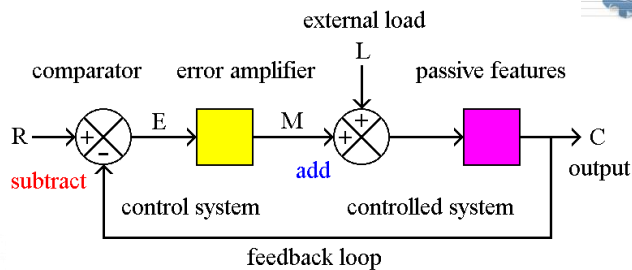 external load
L
comparator
error amplifier
passive features
R
+
-
E
M
+
+
C
subtract
add
output
control system
controlled system
feedback loop